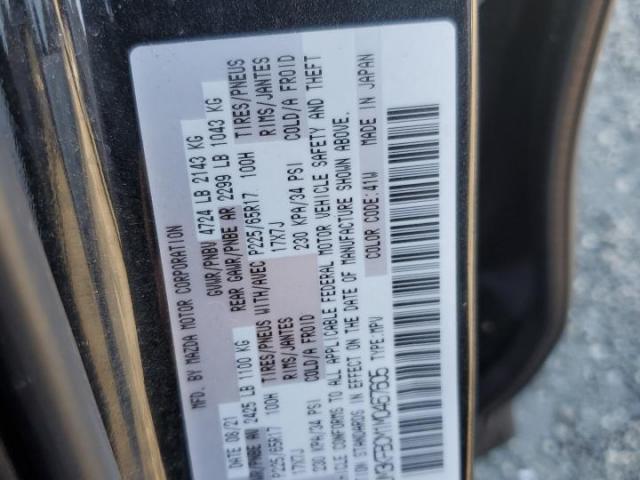 MFD. BY MAZDA MOTOR CORPORATION
DATE 08/21 GVWR/PNBV 4724 LB 2143 KG
GAWR/PNBE AV 2425 LB 1100 KG REAR GAWR/PNBE AR 2299 LB 1043 KG
P225/65R17 100H TIRES/PNEUS WITH/AVEC P225/65R17 100H TIRES/PNEUS
17X7J RIMS/JANTES 17X7J RIMS/JANTES
230 KPA/34 PSI COLD/A FROID 230 KPA/34 PSI COLD/A FROID
VEHICLE CONFORMS TO ALL APPLICABLE FEDERAL MOTOR VEHICLE SAFETY AND THEFT
STANDARDS IN EFFECT ON THE DATE OF MANUFACTURE SHOWN ABOVE.
TYPE:MPV COLOR CODE:41W MADE IN JAPAN